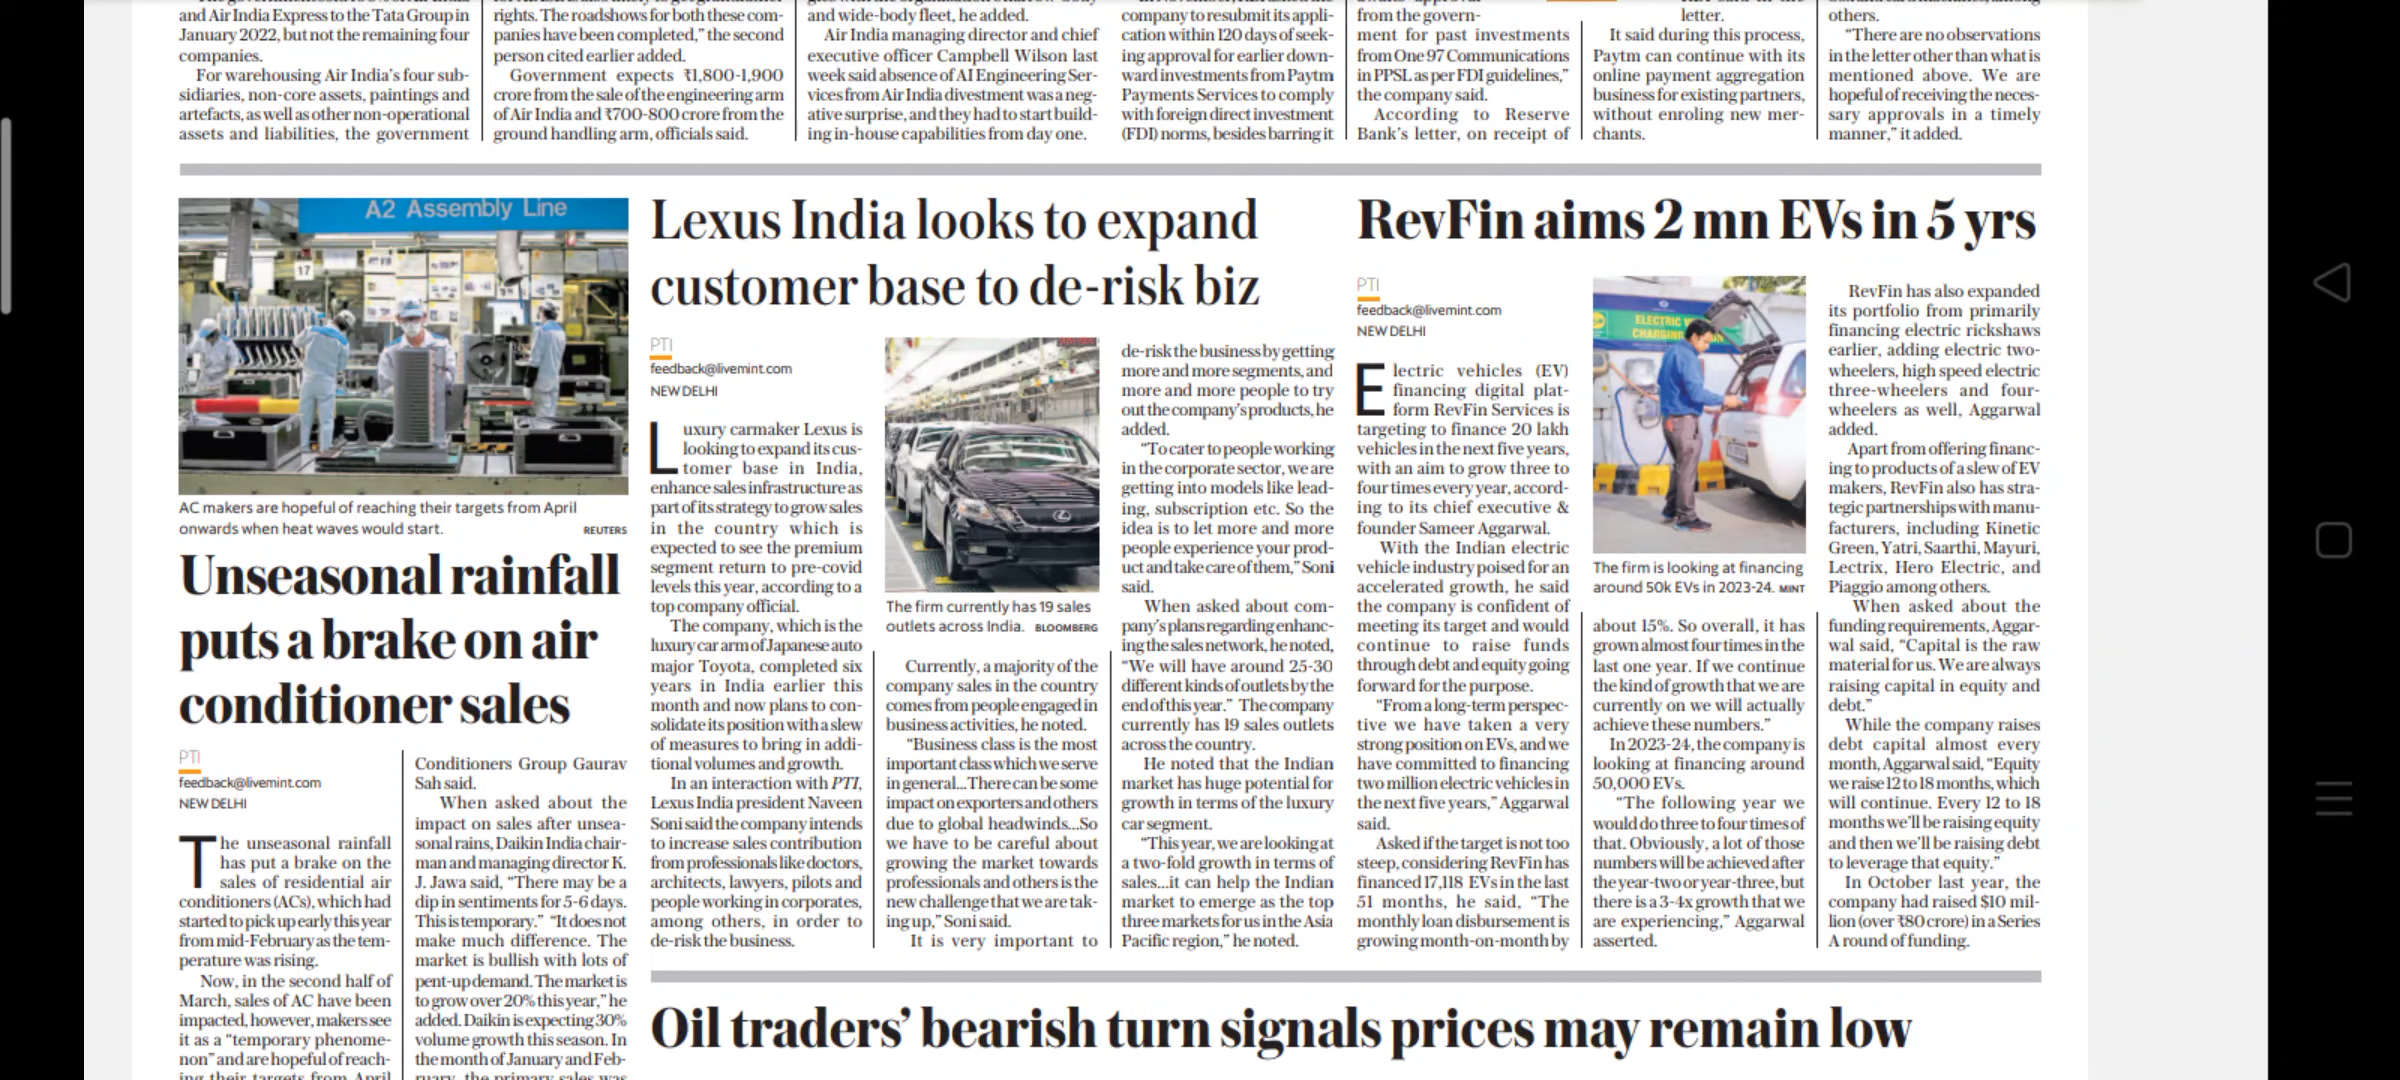 and Air India Express to the Tata Group in
January 2022, but not the remaining four
companies.
For warehousing Air India's four sub-
sidiaries, non-core assets, paintings and
artefacts, as well as other non-operational
assets and liabilities, the government
rights. The roadshows for both these com-
panies have been completed," the second
person cited earlier added.
Government expects ₹1,800-1,900
crore from the sale of the engineering arm
of Air India and ₹700-800 crore from the
ground handling arm, officials said.
and wide-body fleet, he added.
Air India managing director and chief
executive officer Campbell Wilson last
week said absence of AI Engineering Ser-
vices from Air India divestment was a neg-
ative surprise, and they had to start build-
ing in-house capabilities from day one.
company to resubmit its appli-
cation within 120 days of seek-
ing approval for earlier down-
ward investments from Paytm
Payments Services to comply
with foreign direct investment
(FDI) norms, besides barring it
from the govern-
ment for past investments
from One 97 Communications
in PPSL as per FDI guidelines,"
the company said.
According to Reserve
Bank's letter, on receipt of
letter.
It said during this process,
Paytm can continue with its
online payment aggregation
business for existing partners,
without enroling new mer-
chants.
others.
"There are no observations
in the letter other than what is
mentioned above. We are
hopeful of receiving the neces-
sary approvals in a timely
manner," it added.
A2 Assembly Line
17
AC makers are hopeful of reaching their targets from April
onwards when heat waves would start. REUTERS
Unseasonal rainfall
puts a brake on air
conditioner sales
PTI
feedback@livemint.com
NEW DELHI
The unseasonal rainfall
has put a brake on the
sales of residential air
conditioners (ACs), which had
started to pick up early this year
from mid-February as the tem-
perature was rising.
Now, in the second half of
March, sales of AC have been
impacted, however, makers see
it as a "temporary phenome-
non" and are hopeful of reach-
ing their targets from April
Conditioners Group Gaurav
Sah said.
When asked about the
impact on sales after unsea-
sonal rains, Daikin India chair-
man and managing director K.
J. Jawa said, "There may be a
dip in sentiments for 5-6 days.
This is temporary." "It does not
make much difference. The
market is bullish with lots of
pent-up demand. The market is
to grow over 20% this year," he
added. Daikin is expecting 30%
volume growth this season. In
the month of January and Feb-
ruary, the primary sales was
Lexus India looks to expand
customer base to de-risk biz
PTI
feedback@livemint.com
NEW DELHI
Luxury carmaker Lexus is
looking to expand its cus-
tomer base in India,
enhance sales infrastructure as
part of its strategy to grow sales
in the country which is
expected to see the premium
segment return to pre-covid
levels this year, according to a
top company official.
The company, which is the
luxury car arm of Japanese auto
major Toyota, completed six
years in India earlier this
month and now plans to con-
solidate its position with a slew
of measures to bring in addi-
tional volumes and growth.
In an interaction with PTI,
Lexus India president Naveen
Soni said the company intends
to increase sales contribution
from professionals like doctors,
architects, lawyers, pilots and
people working in corporates,
among others, in order to
de-risk the business.
The firm currently has 19 sales
outlets across India. BLOOMBERG
Currently, a majority of the
company sales in the country
comes from people engaged in
business activities, he noted.
"Business class is the most
important class which we serve
in general...There can be some
impact on exporters and others
due to global headwinds...So
we have to be careful about
growing the market towards
professionals and others is the
new challenge that we are tak-
ing up," Soni said.
It is very important to
de-risk the business by getting
more and more segments, and
more and more people to try
out the company's products, he
added.
"To cater to people working
in the corporate sector, we are
getting into models like leas-
ing, subscription etc. So the
idea is to let more and more
people experience your prod-
uct and take care of them," Soni
said.
When asked about com-
pany's plans regarding enhanc-
ing the sales network, he noted,
"We will have around 25-30
different kinds of outlets by the
end of this year." The company
currently has 19 sales outlets
across the country.
He noted that the Indian
market has huge potential for
growth in terms of the luxury
car segment.
"This year, we are looking at
a two-fold growth in terms of
sales...it can help the Indian
market to emerge as the top
three markets for us in the Asia
Pacific region," he noted.
RevFin aims 2 mn EVs in 5 yrs
PTI
feedback@livemint.com
NEW DELHI
Electric vehicles (EV)
financing digital plat-
form RevFin Services is
targeting to finance 20 lakh
vehicles in the next five years,
with an aim to grow three to
four times every year, accord-
ing to its chief executive &
founder Sameer Aggarwal.
With the Indian electric
vehicle industry poised for an
accelerated growth, he said
the company is confident of
meeting its target and would
continue to raise funds
through debt and equity going
forward for the purpose.
"From a long-term perspec-
tive we have taken a very
strong position on EVs, and we
have committed to financing
two million electric vehicles in
the next five years," Aggarwal
said.
Asked if the target is not too
steep, considering RevFin has
financed 17,118 EVs in the last
51 months, he said, "The
monthly loan disbursement is
growing month-on-month by
ELECTRIC
CHARGING
The firm is looking at financing
around 50k EVs in 2023-24. MINT
about 15%. So overall, it has
grown almost four times in the
last one year. If we continue
the kind of growth that we are
currently on we will actually
achieve these numbers."
In 2023-24, the company is
looking at financing around
50,000 EVs.
"The following year we
would do three to four times of
that. Obviously, a lot of those
numbers will be achieved after
the year-two or year-three, but
there is a 3-4x growth that we
are experiencing," Aggarwal
asserted.
RevFin has also expanded
its portfolio from primarily
financing electric rickshaws
earlier, adding electric two-
wheelers, high speed electric
three-wheelers and four-
wheelers as well, Aggarwal
added.
Apart from offering financ-
ing to products of a slew of EV
makers, RevFin also has stra-
tegic partnerships with manu-
facturers, including Kinetic
Green, Yatri, Saarthi, Mayuri,
Lectrix, Hero Electric, and
Piaggio among others.
When asked about the
funding requirements, Aggar-
wal said, "Capital is the raw
material for us. We are always
raising capital in equity and
debt."
While the company raises
debt capital almost every
month, Aggarwal said, "Equity
we raise 12 to 18 months, which
will continue. Every 12 to 18
months we'll be raising equity
and then we'll be raising debt
to leverage that equity."
In October last year, the
company had raised $10 mil-
lion (over ₹80 crore) in a Series
A round of funding.
Oil traders' bearish turn signals prices may remain low